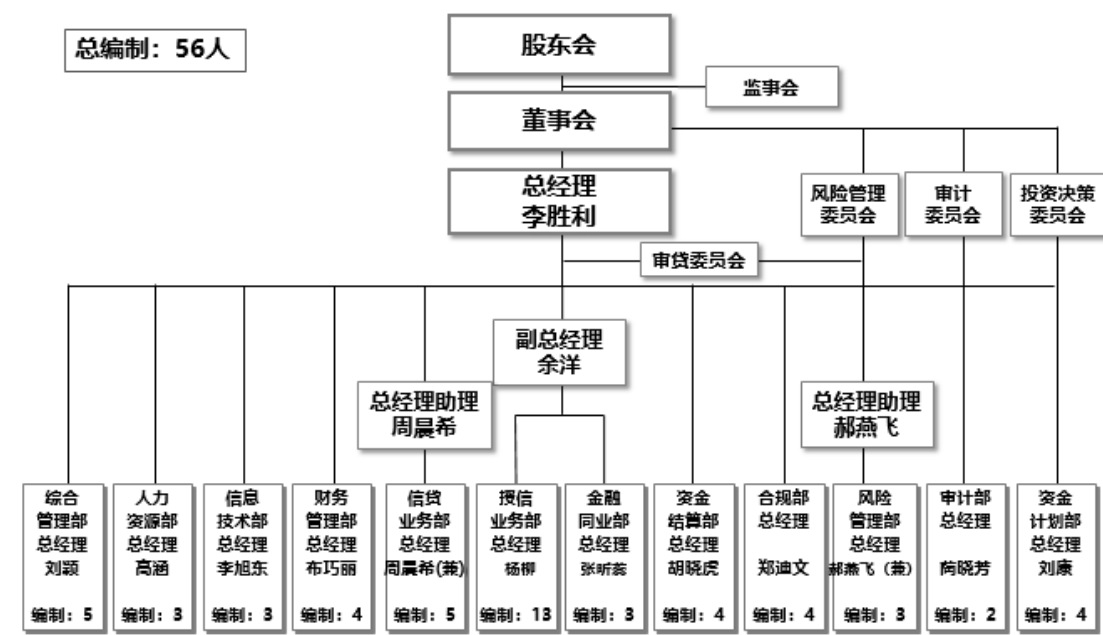 总编制：56人
股东会
监事会
董事会
总经理
李胜利
风险管理
委员会
审计
委员会
投资决策
委员会
审贷委员会
副总经理
余洋
总经理助理
周晨希
总经理助理
郝燕飞
综合
管理部
总经理
刘颖
编制：5
人力
资源部
总经理
高涵
编制：3
信息
技术部
总经理
李旭东
编制：3
财务
管理部
总经理
布巧丽
编制：4
信贷
业务部
总经理
周晨希(兼)
编制：5
授信
业务部
总经理
杨柳
编制：13
金融
同业部
总经理
张昕蕊
编制：3
资金
结算部
总经理
胡晓虎
编制：4
合规部
总经理
郑迪文
编制：4
风险
管理部
总经理
郝燕飞（兼）
编制：3
审计部
总经理
蔺晓芳
编制：2
资金
计划部
总经理
刘康
编制：4